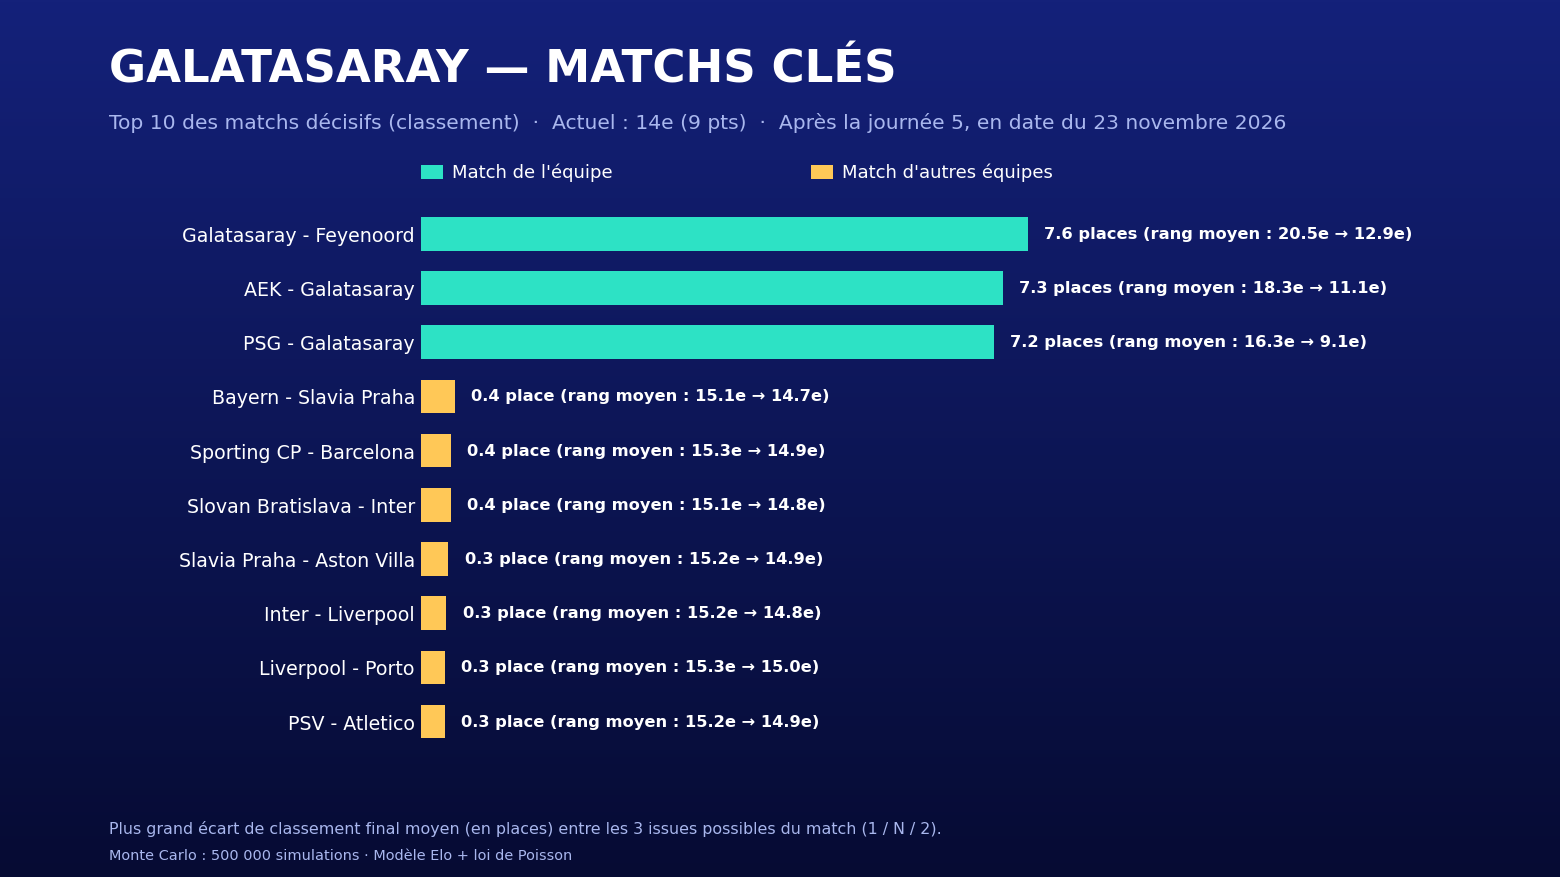 GALATASARAY — MATCHS CLÉS
Top 10 des matchs décisifs (classement) · Actuel : 14e (9 pts) · Après la journée 5, en date du 23 novembre 2026
Match de l'équipe Match d'autres équipes
Galatasaray - Feyenoord 7.6 places (rang moyen : 20.5e → 12.9e)
AEK - Galatasaray 7.3 places (rang moyen : 18.3e → 11.1e)
PSG - Galatasaray 7.2 places (rang moyen : 16.3e → 9.1e)
Bayern - Slavia Praha 0.4 place (rang moyen : 15.1e → 14.7e)
Sporting CP - Barcelona 0.4 place (rang moyen : 15.3e → 14.9e)
Slovan Bratislava - Inter 0.4 place (rang moyen : 15.1e → 14.8e)
Slavia Praha - Aston Villa 0.3 place (rang moyen : 15.2e → 14.9e)
Inter - Liverpool 0.3 place (rang moyen : 15.2e → 14.8e)
Liverpool - Porto 0.3 place (rang moyen : 15.3e → 15.0e)
PSV - Atletico 0.3 place (rang moyen : 15.2e → 14.9e)
Plus grand écart de classement final moyen (en places) entre les 3 issues possibles du match (1 / N / 2).
Monte Carlo : 500 000 simulations · Modèle Elo + loi de Poisson